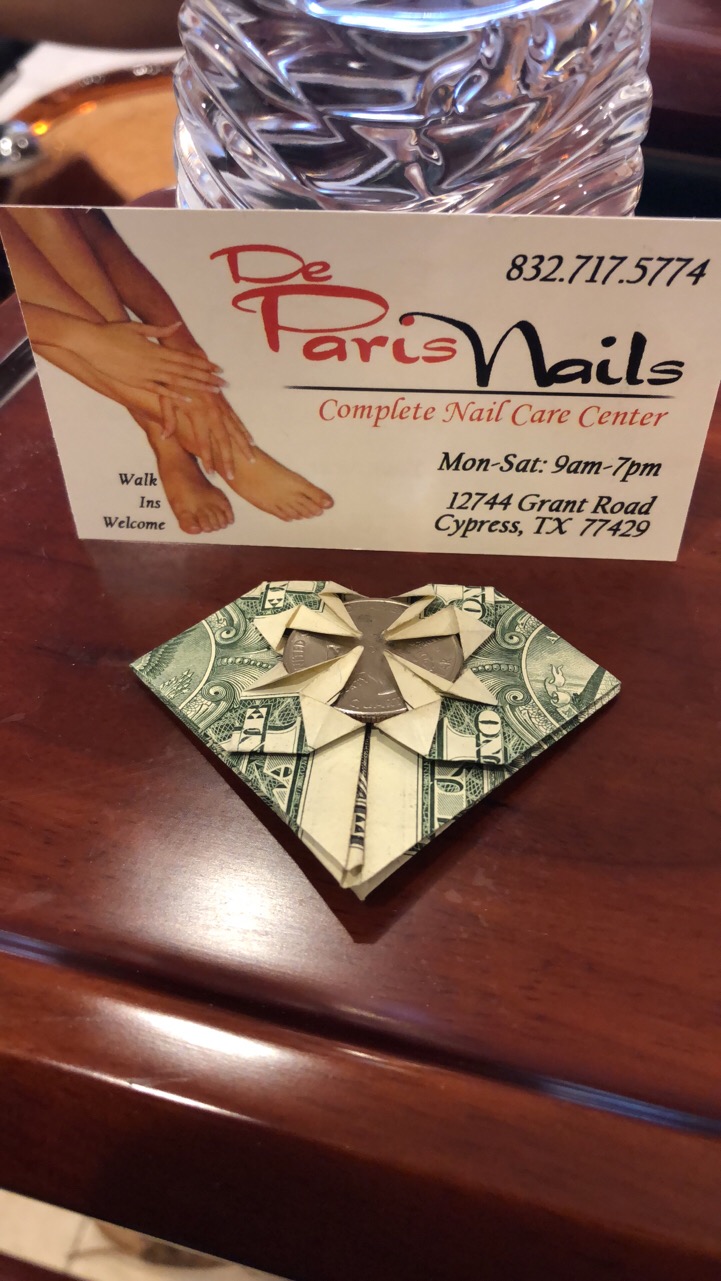 De
Paris Nails
832.717.5774
Complete Nail Care Center
Mon-Sat: 9am-7pm
12744 Grant Road
Cypress, TX 77429
Walk
Ins
Welcome